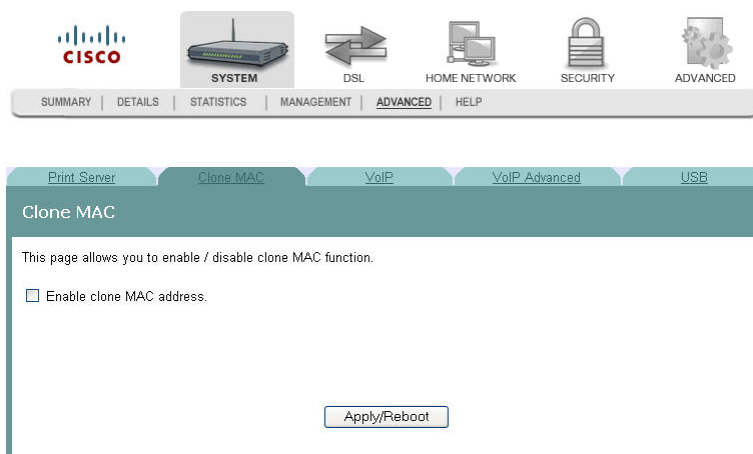 CISCO
SYSTEM DSL HOME NETWORK SECURITY ADVANCED
SUMMARY | DETAILS | STATISTICS | MANAGEMENT | ADVANCED | HELP
Print Server Clone MAC VoIP VoIP Advanced USB
Clone MAC
This page allows you to enable / disable clone MAC function.
Enable clone MAC address.
Apply/Reboot